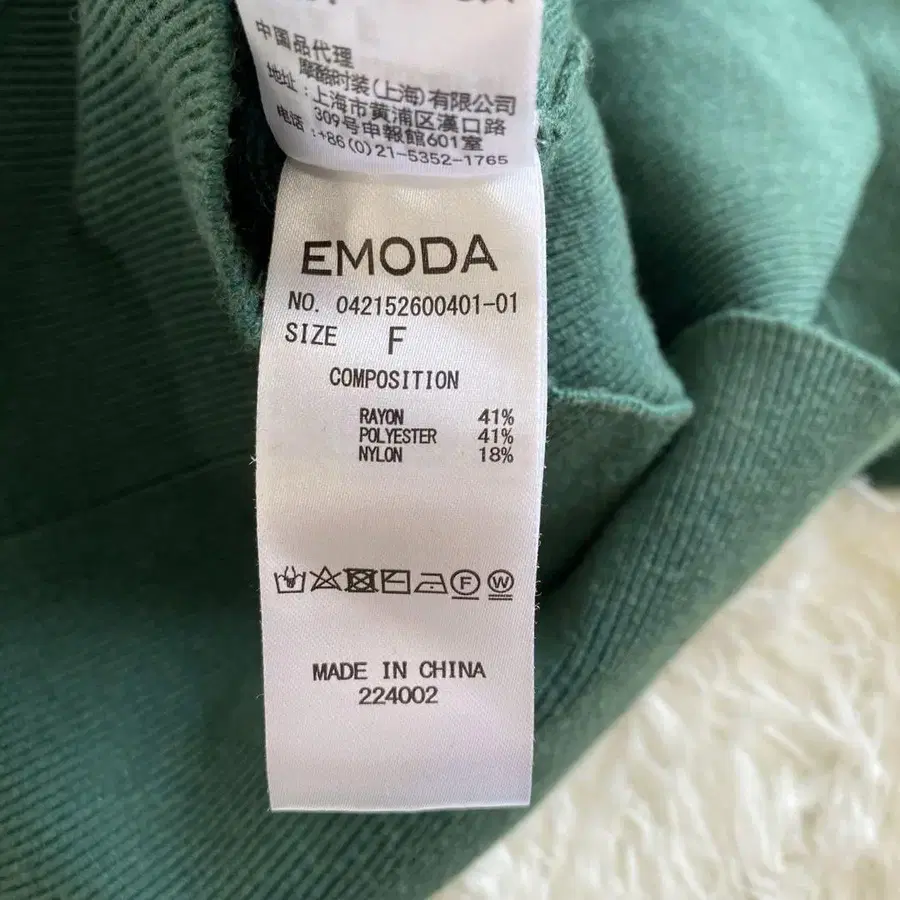 中国品代理
摩酷时装(上海)有限公司
地址:上海市黄浦区漢口路
309号申報館601室
电话:+86(0)21-5352-1765
EMODA
NO. 042152600401-01
SIZE F
COMPOSITION
RAYON 41%
POLYESTER 41%
NYLON 18%
F W
MADE IN CHINA
224002